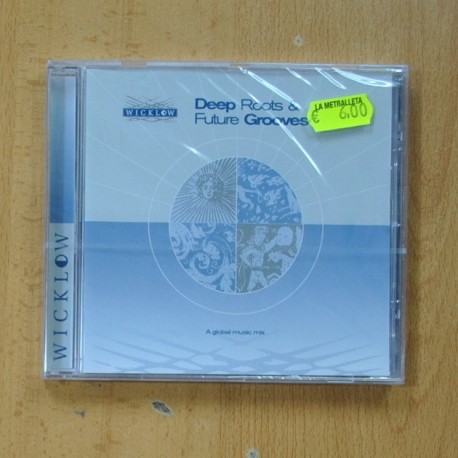 WICKLOW
Deep Roots &
Future Grooves
LA METRALLETA
€ 6.00
WICKLOW
A global music mix